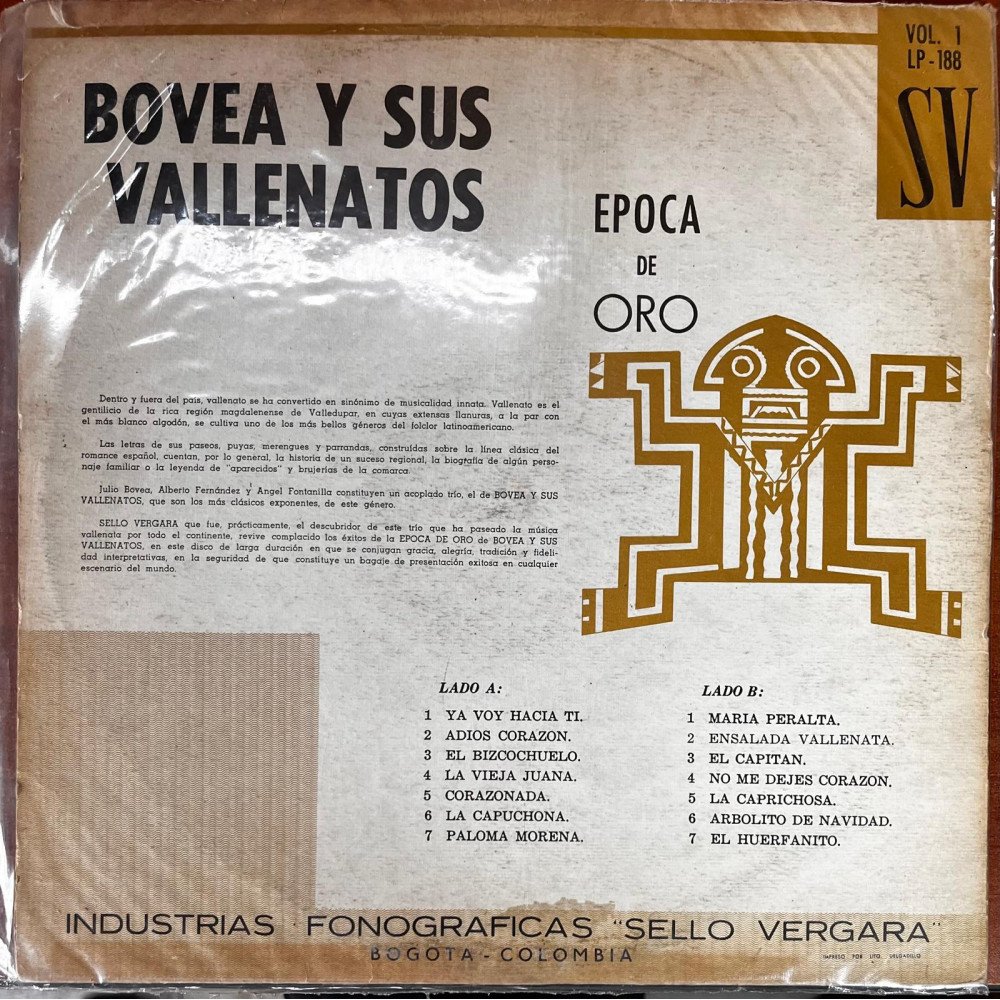 VOL. 1
LP-188
SV
BOVEA Y SUS
VALLENATOS
EPOCA
DE
ORO
Dentro y fuera del país, vallenato se ha convertido en sinónimo de musicalidad innata. Vallenato es el
gentilicio de la rica región magdalenense de Valledupar, en cuyas extensas llanuras, a la par con
el más blanco algodón, se cultiva uno de los más bellos géneros del folclor latinoamericano.
Las letras de sus paseos, puyas, merengues y parrandas, construídas sobre la línea clásica del
romance español, cuentan, por lo general, la historia de un suceso regional, la biografía de algún perso-
naje familiar o la leyenda de "aparecidos" y brujerías de la comarca.
Julio Bovea, Alberto Fernández y Angel Fontanilla constituyen un acoplado trío, el de BOVEA Y SUS
VALLENATOS, que son los más clásicos exponentes, de este género.
SELLO VERGARA que fue, prácticamente, el descubridor de este trío que ha paseado la música
vallenata por todo el continente, revive complacido los éxitos de la EPOCA DE ORO de BOVEA Y SUS
VALLENATOS, en este disco de larga duración en que se conjugan gracia, alegría, tradición y fideli-
dad interpretativas, en la seguridad de que constituye un bagaje de presentación exitosa en cualquier
escenario del mundo.
LADO A:
1 YA VOY HACIA TI.
2 ADIOS CORAZON.
3 EL BIZCOCHUELO.
4 LA VIEJA JUANA.
5 CORAZONADA.
6 LA CAPUCHONA.
7 PALOMA MORENA.
LADO B:
1 MARIA PERALTA.
2 ENSALADA VALLENATA.
3 EL CAPITAN.
4 NO ME DEJES CORAZON.
5 LA CAPRICHOSA.
6 ARBOLITO DE NAVIDAD.
7 EL HUERFANITO.
INDUSTRIAS FONOGRAFICAS "SELLO VERGARA"
BOGOTA - COLOMBIA
IMPRESO POR LITO. DELGADILLO